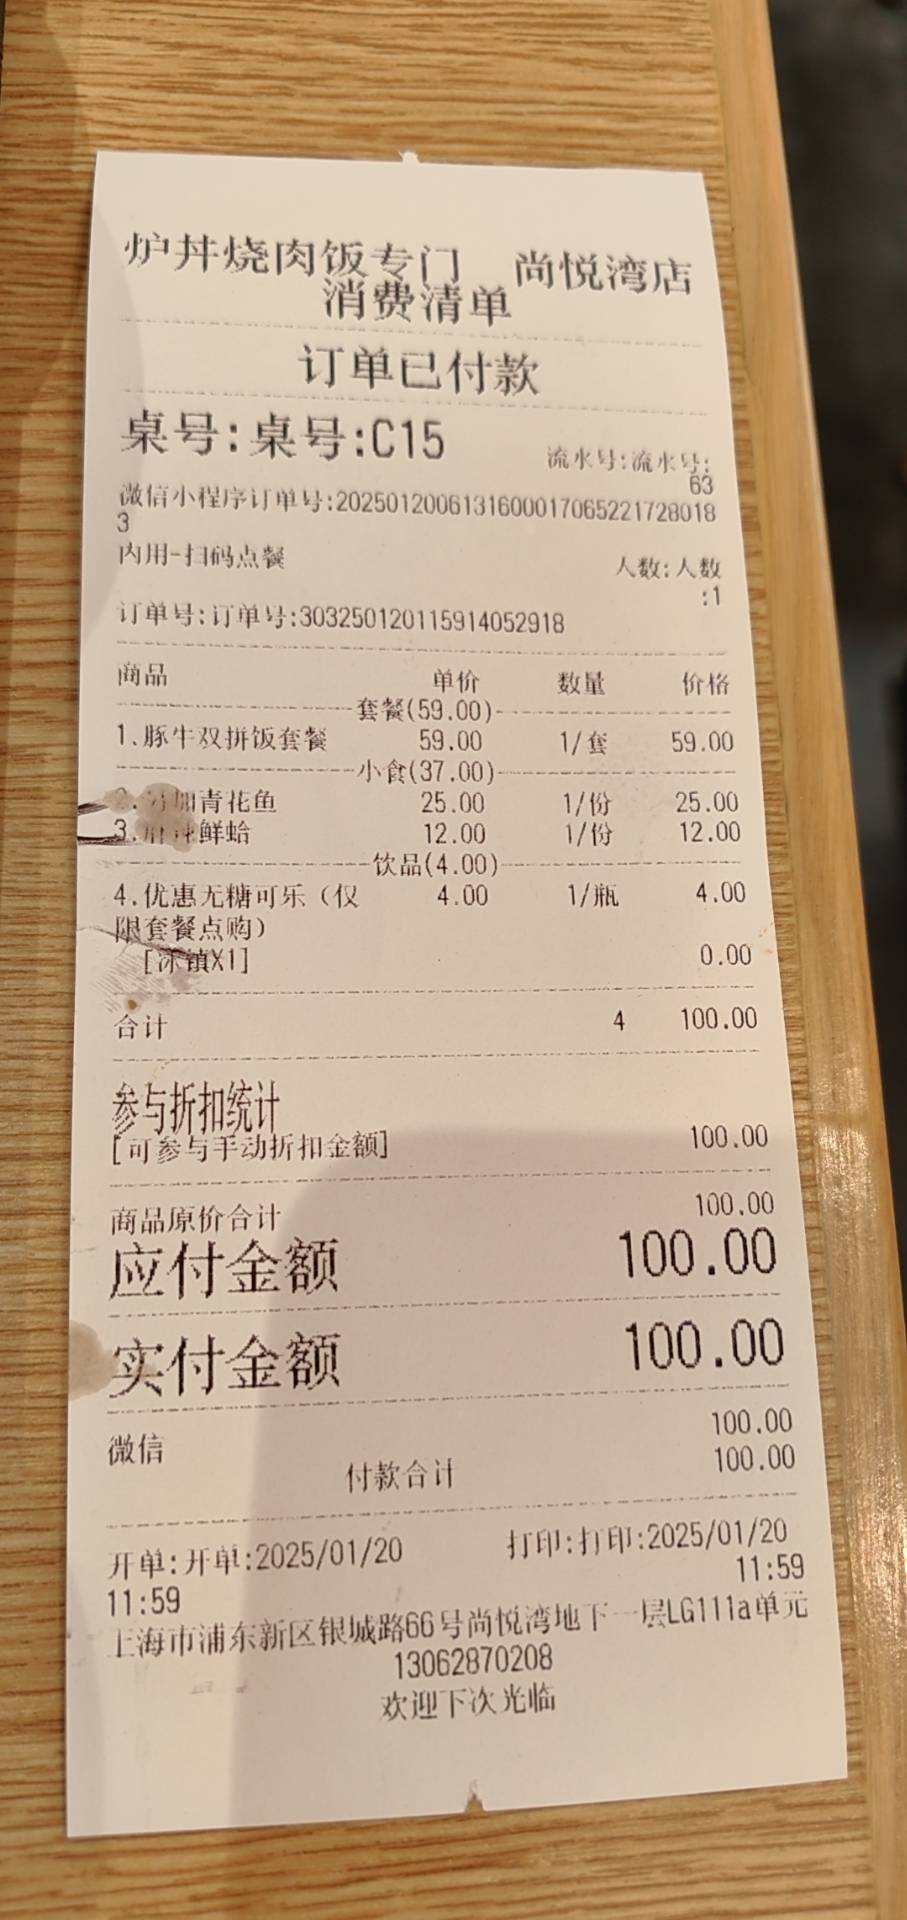 炉丼烧肉饭专门 尚悦湾店
消费清单
订单已付款
桌号:桌号:C15
流水号:流水号:
63
微信小程序订单号:2025012006131600017065221728018
3
内用-扫码点餐
人数:人数
:1
订单号:订单号:303250120115914052918
商品 单价 数量 价格
套餐(59.00)
1.豚牛双拼饭套餐 59.00 1/套 59.00
小食(37.00)
加青花鱼 25.00 1/份 25.00
3. 鲜蛤 12.00 1/份 12.00
饮品(4.00)
4.优惠无糖可乐（仅 4.00 1/瓶 4.00
限套餐点购）
[冰镇X1] 0.00
合计 4 100.00
参与折扣统计
[可参与手动折扣金额] 100.00
商品原价合计 100.00
应付金额 100.00
实付金额 100.00
微信 100.00
付款合计 100.00
开单:开单:2025/01/20 打印:打印:2025/01/20
11:59 11:59
上海市浦东新区银城路66号尚悦湾地下一层LG111a单元
13062870208
欢迎下次光临